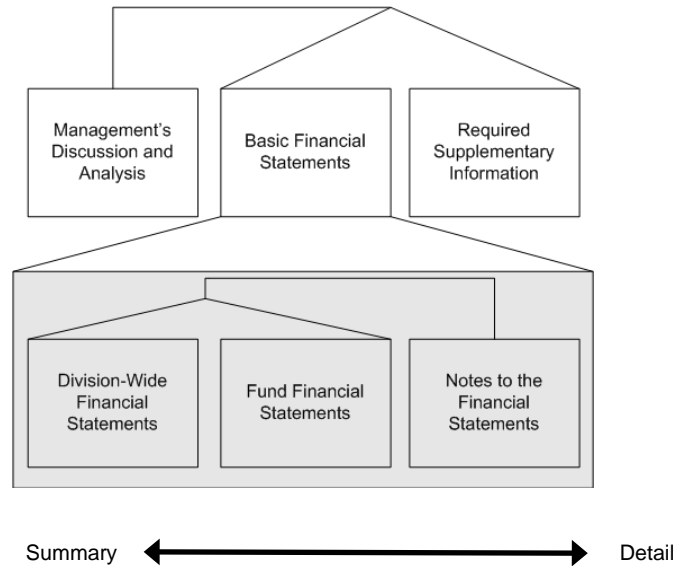 Management's
Discussion and
Analysis
Basic Financial
Statements
Required
Supplementary
Information
Division-Wide
Financial
Statements
Fund Financial
Statements
Notes to the
Financial
Statements
Summary
Detail